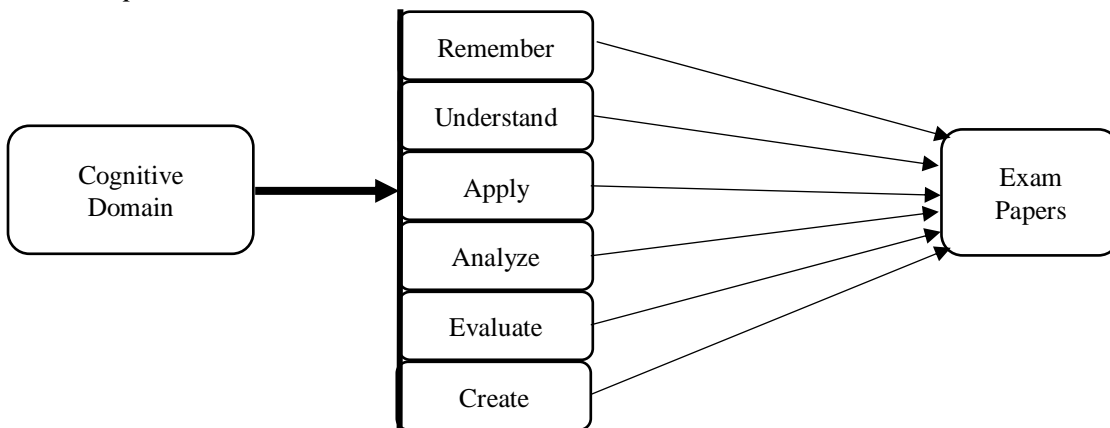 Cognitive
Domain
Remember
Understand
Apply
Analyze
Evaluate
Create
Exam
Papers